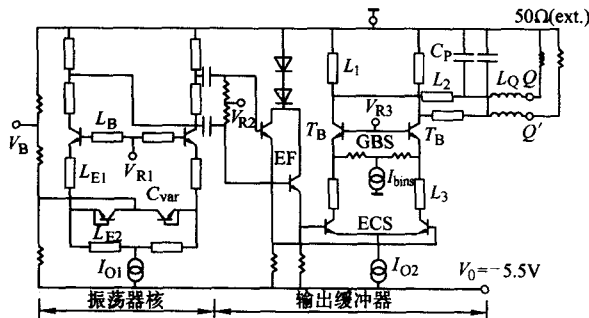 50Ω(ext.)
C_P
L_1
L_2
L_Q Q
L_B
V_R2
V_R3
V_B
T_B
GBS
T_B
Q′
V_R1
EF
L_E1
C_var
I_bins
L_3
L_E2
ECS
I_O1
I_O2
V_0=-5.5V
振荡器核
输出缓冲器